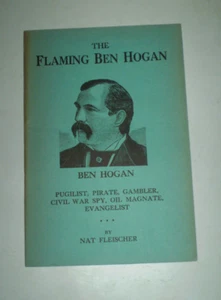 THE
FLAMING BEN HOGAN
BEN HOGAN
PUGILIST, PIRATE, GAMBLER,
CIVIL WAR SPY, OIL MAGNATE,
EVANGELIST
* * *
BY
NAT FLEISCHER